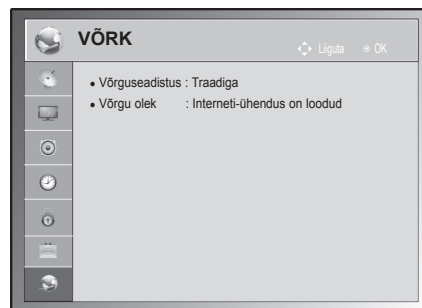 VÕRK
Liiguta OK
• Võrguseadistus : Traadiga
• Võrgu olek : Interneti-ühendus on loodud